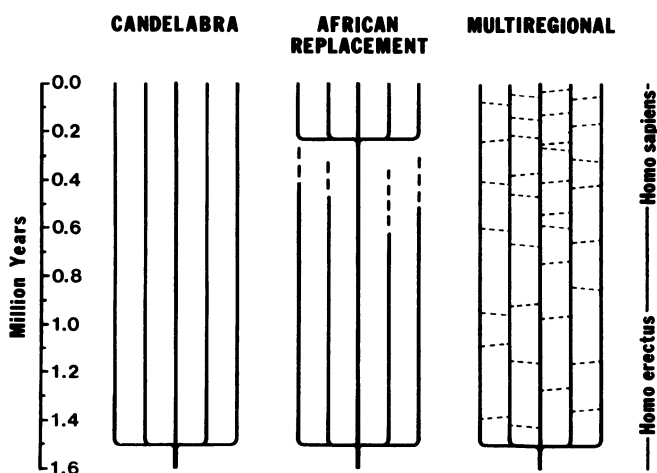 CANDELABRA
AFRICAN
REPLACEMENT
MULTIREGIONAL
Million Years
0.0
0.2
0.4
0.6
0.8
1.0
1.2
1.4
1.6
Homo sapiens
Homo erectus